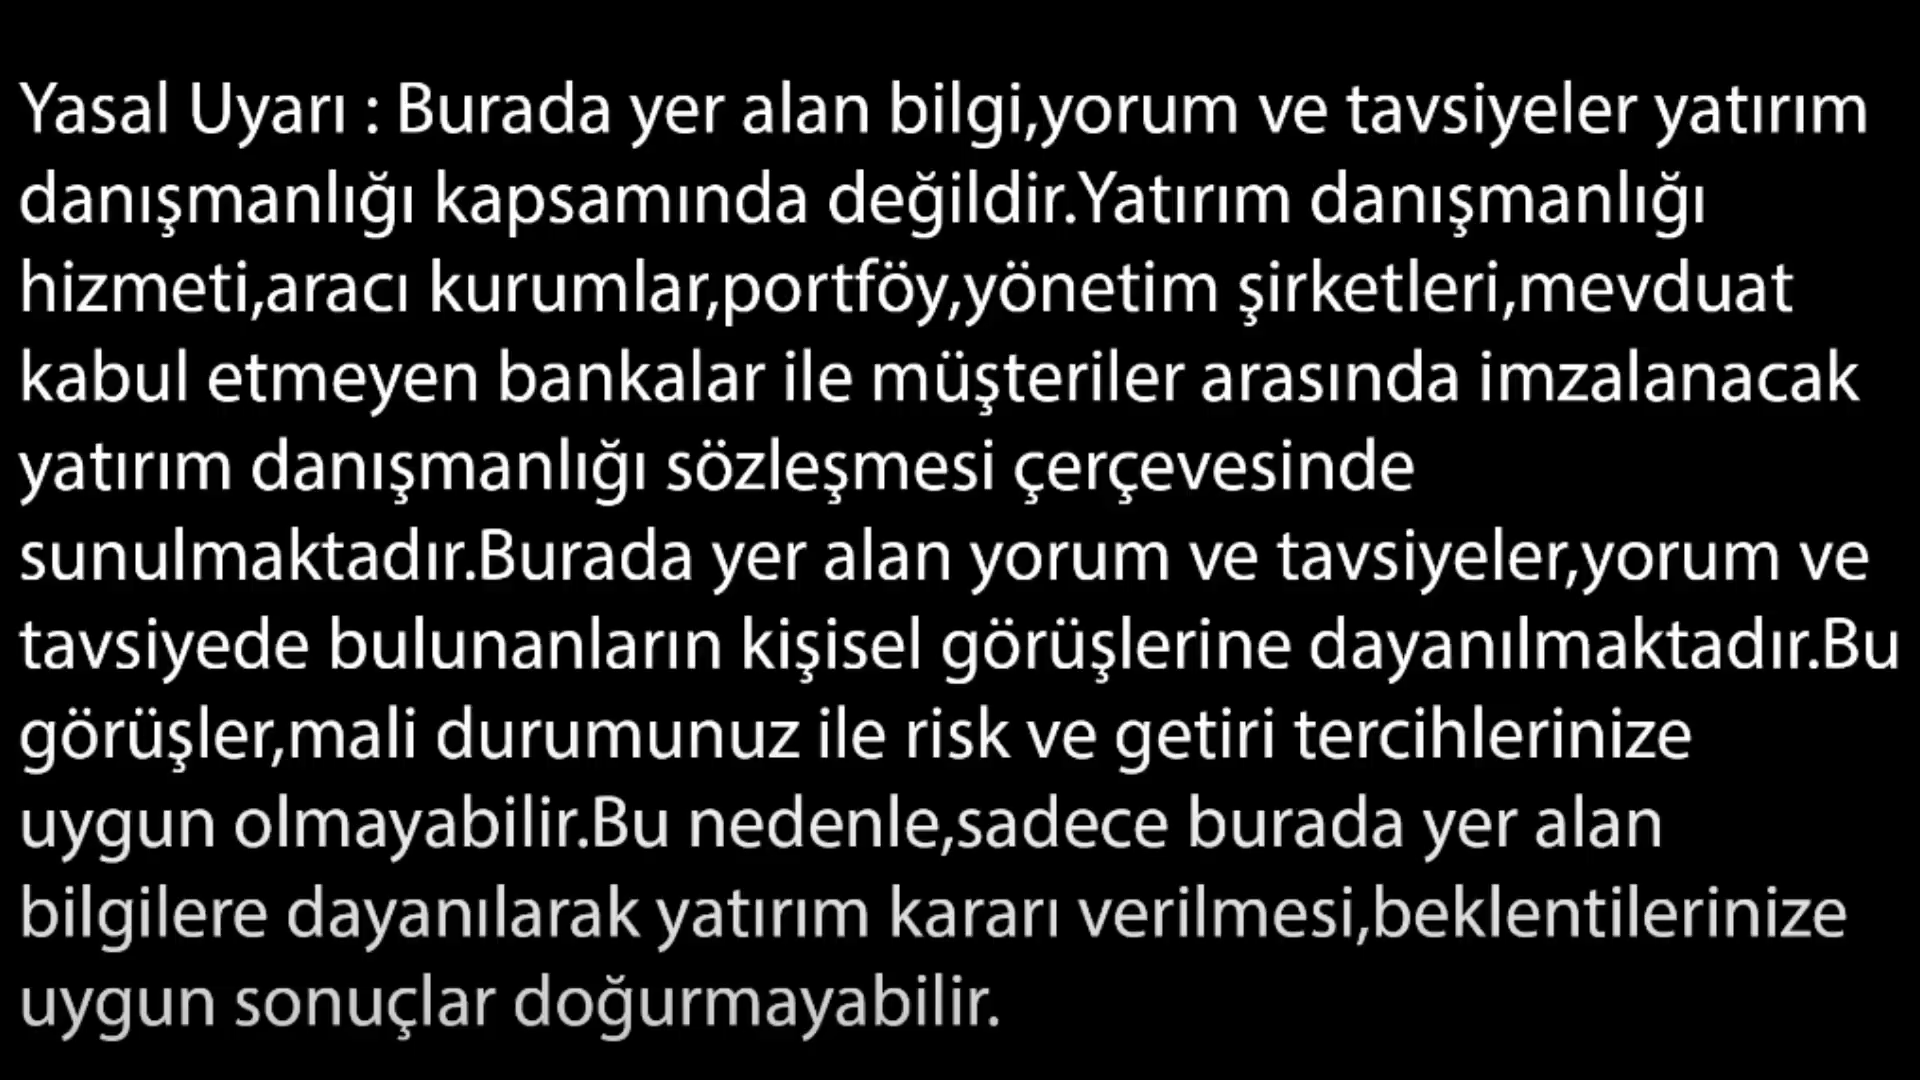 Yasal Uyarı : Burada yer alan bilgi,yorum ve tavsiyeler yatırım
danışmanlığı kapsamında değildir.Yatırım danışmanlığı
hizmeti,aracı kurumlar,portföy,yönetim şirketleri,mevduat
kabul etmeyen bankalar ile müşteriler arasında imzalanacak
yatırım danışmanlığı sözleşmesi çerçevesinde
sunulmaktadır.Burada yer alan yorum ve tavsiyeler,yorum ve
tavsiyede bulunanların kişisel görüşlerine dayanılmaktadır.Bu
görüşler,mali durumunuz ile risk ve getiri tercihlerinize
uygun olmayabilir.Bu nedenle,sadece burada yer alan
bilgilere dayanılarak yatırım kararı verilmesi,beklentilerinize
uygun sonuçlar doğurmayabilir.